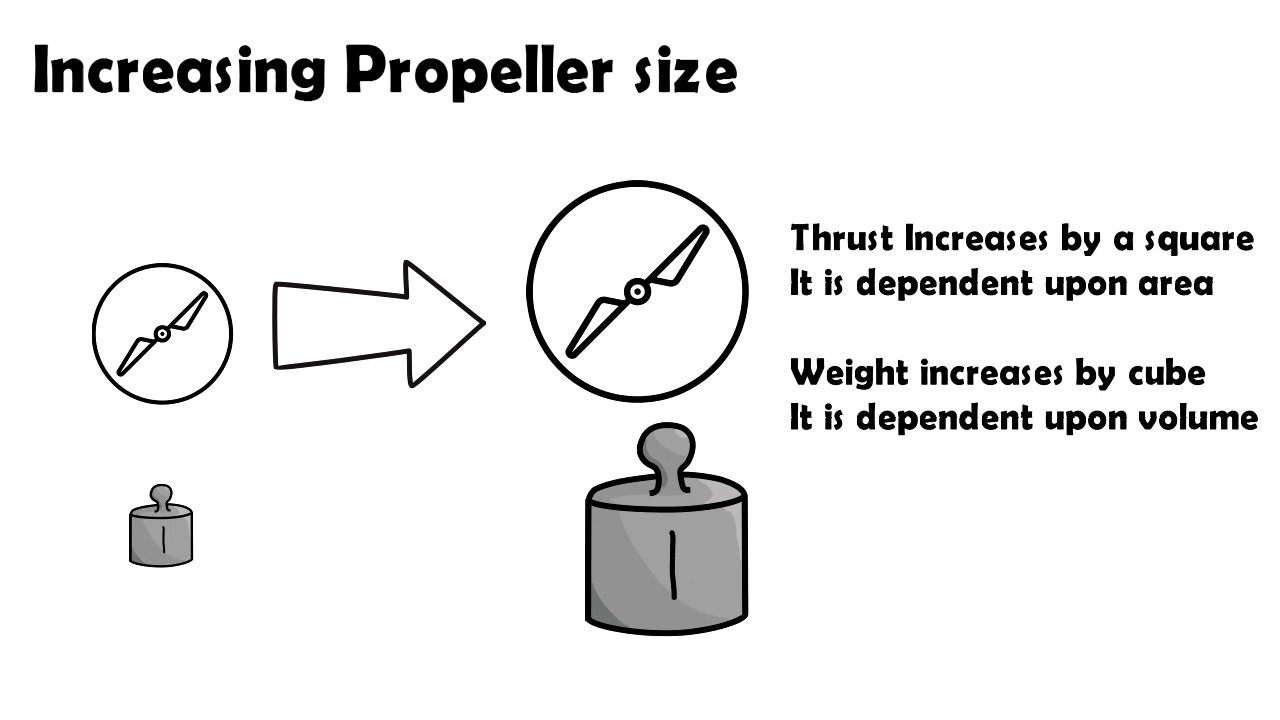 Increasing Propeller size
Thrust Increases by a square
It is dependent upon area
Weight increases by cube
It is dependent upon volume